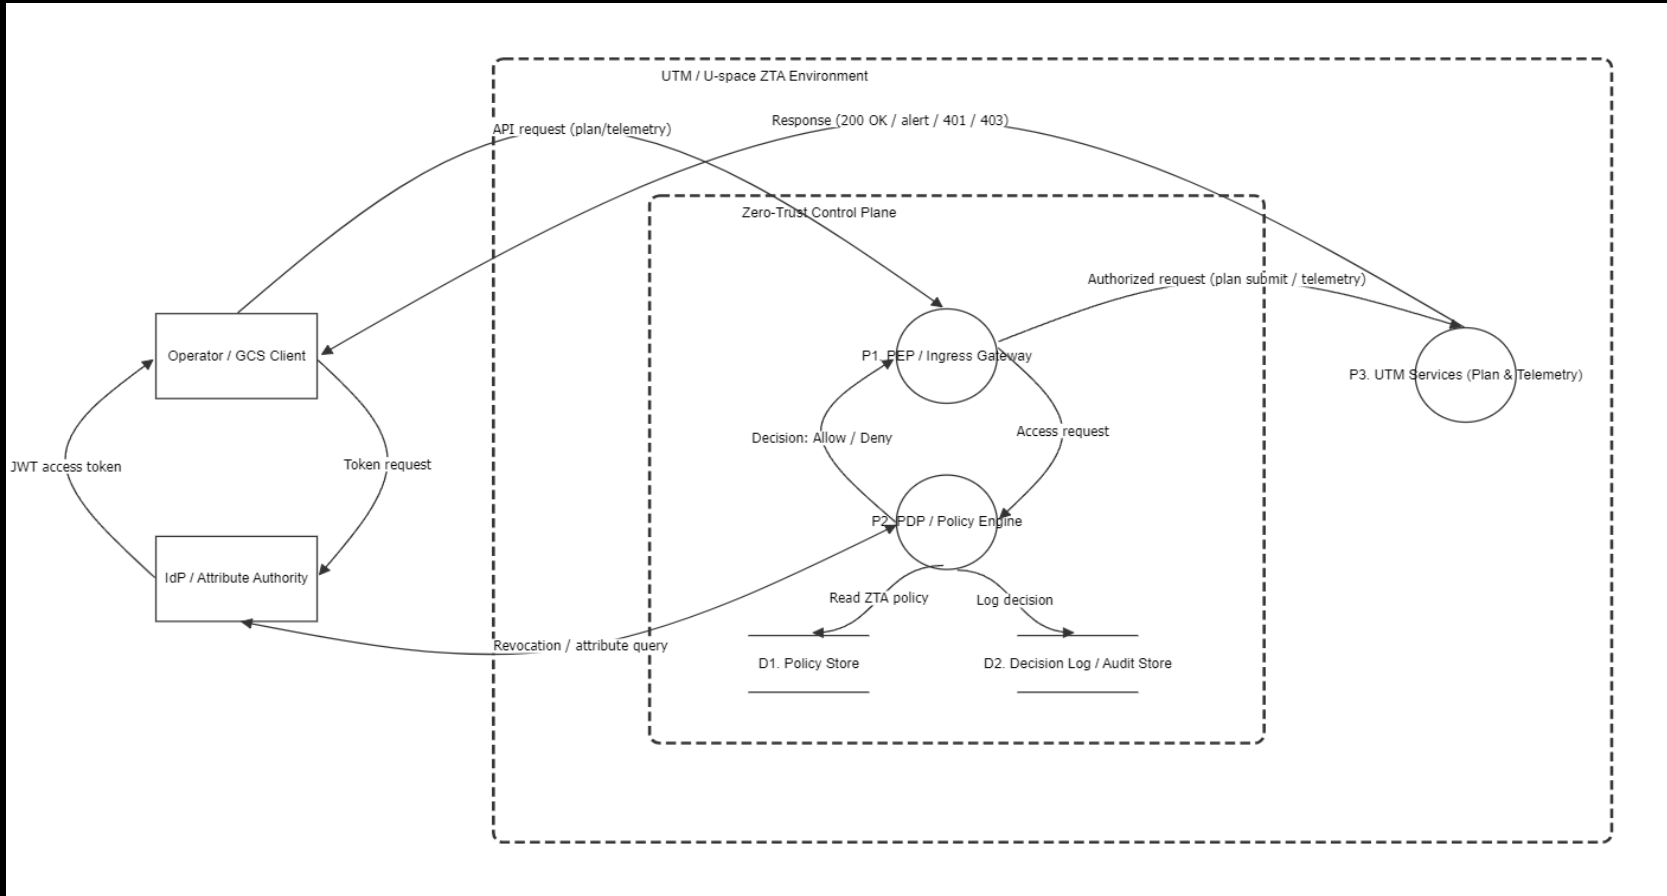 UTM / U-space ZTA Environment
Response (200 OK / alert / 401 / 403)
API request (plan/telemetry)
Zero-Trust Control Plane
Authorized request (plan submit / telemetry)
Operator / GCS Client
P1. PEP / Ingress Gateway
P3. UTM Services (Plan & Telemetry)
Decision: Allow / Deny
Access request
JWT access token
Token request
P2. PDP / Policy Engine
IdP / Attribute Authority
Read ZTA policy
Log decision
Revocation / attribute query
D1. Policy Store
D2. Decision Log / Audit Store